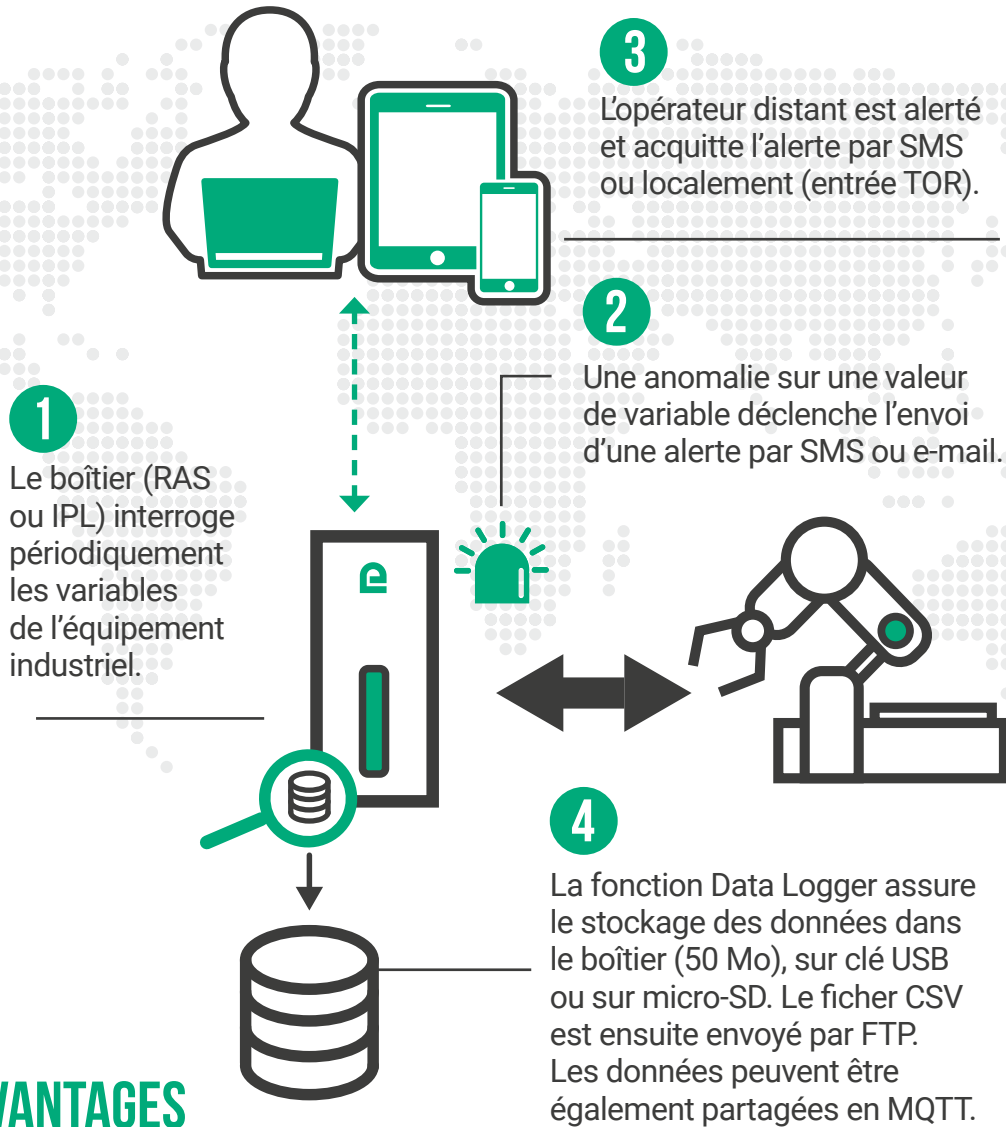 3
L’opérateur distant est alerté
et acquitte l’alerte par SMS
ou localement (entrée TOR).
2
Une anomalie sur une valeur
de variable déclenche l’envoi
d’une alerte par SMS ou e-mail.
1
Le boîtier (RAS
ou IPL) interroge
périodiquement
les variables
de l’équipement
industriel.
4
La fonction Data Logger assure
le stockage des données dans
le boîtier (50 Mo), sur clé USB
ou sur micro-SD. Le ficher CSV
est ensuite envoyé par FTP.
Les données peuvent être
également partagées en MQTT.
VANTAGES